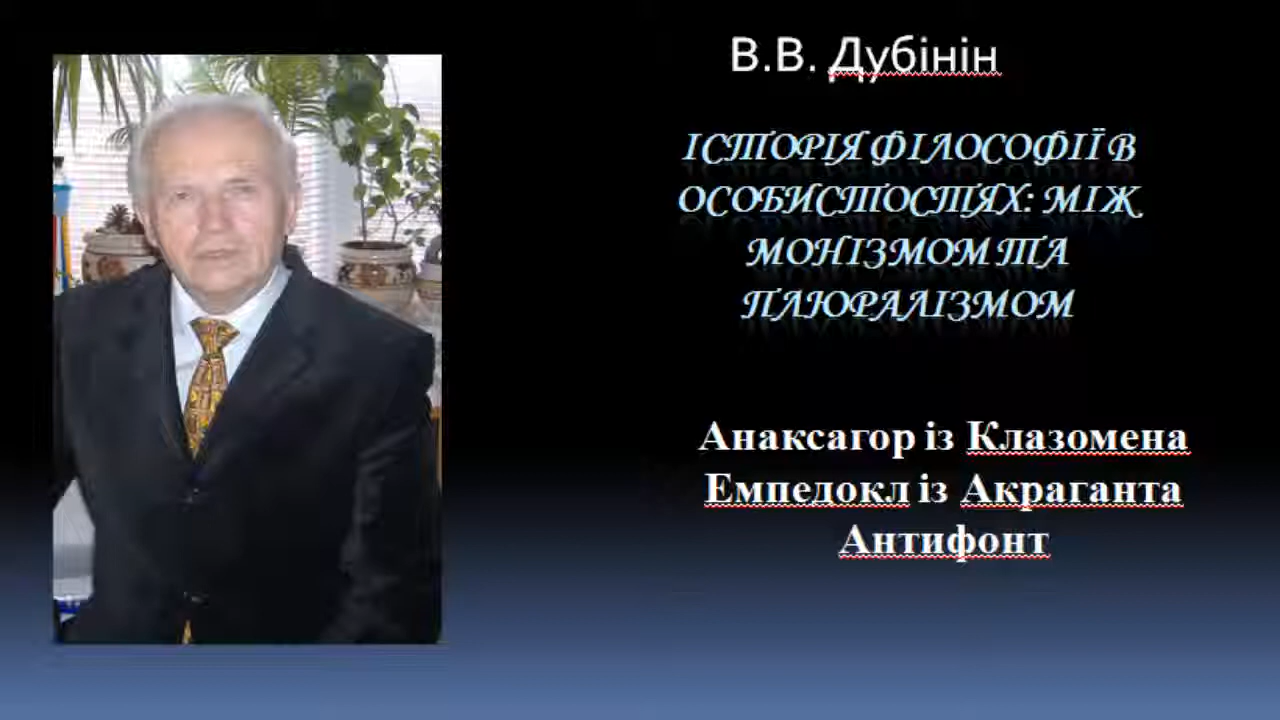 В.В. Дубінін
ІСТОРІЯ ФІЛОСОФІЇ В
ОСОБИСТОСТЯХ: МІЖ
МОНІЗМОМ ТА
ПЛЮРАЛІЗМОМ
Анаксагор із Клазомена
Емпедокл із Акраганта
Антифонт